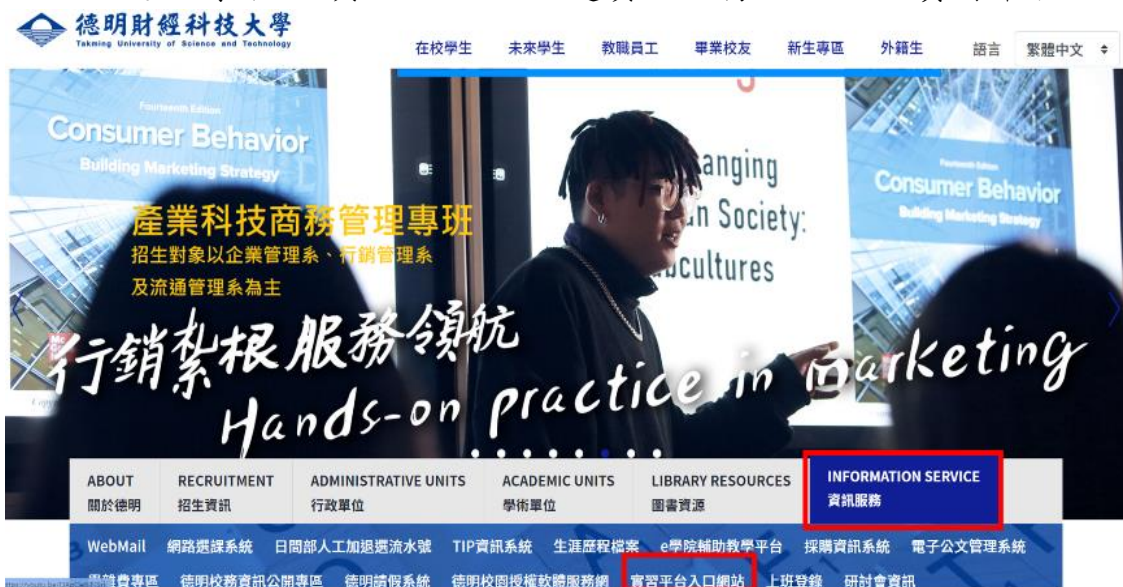 德明財經科技大學
Takming University of Science and Technology
在校學生 未來學生 教職員工 畢業校友 新生專區 外籍生 語言 繁體中文
Fourteenth Edition
Consumer Behavior
Building Marketing Strategy
anging
n Society:
cultures
Fourteenth Edition
Consumer Behavior
Building Marketing Strategy
產業科技商務管理專班
招生對象以企業管理系、行銷管理系
及流通管理系為主
行銷紮根 服務領航
Hands-on practice in marketing
ABOUT RECRUITMENT ADMINISTRATIVE UNITS ACADEMIC UNITS LIBRARY RESOURCES INFORMATION SERVICE
關於德明 招生資訊 行政單位 學術單位 圖書資源 資訊服務
WebMail 網路選課系統 日間部人工加退選流水號 TIP資訊系統 生涯歷程檔案 e學院輔助教學平台 採購資訊系統 電子公文管理系統
學雜費專區 德明校務資訊公開專區 德明請假系統 德明校園授權軟體服務網 實習平台入口網站 上班登錄 研討會資訊